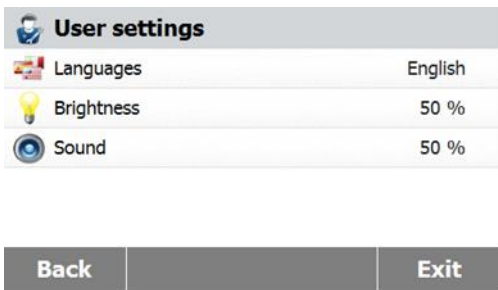 User settings
Languages English
Brightness 50 %
Sound 50 %
Back Exit